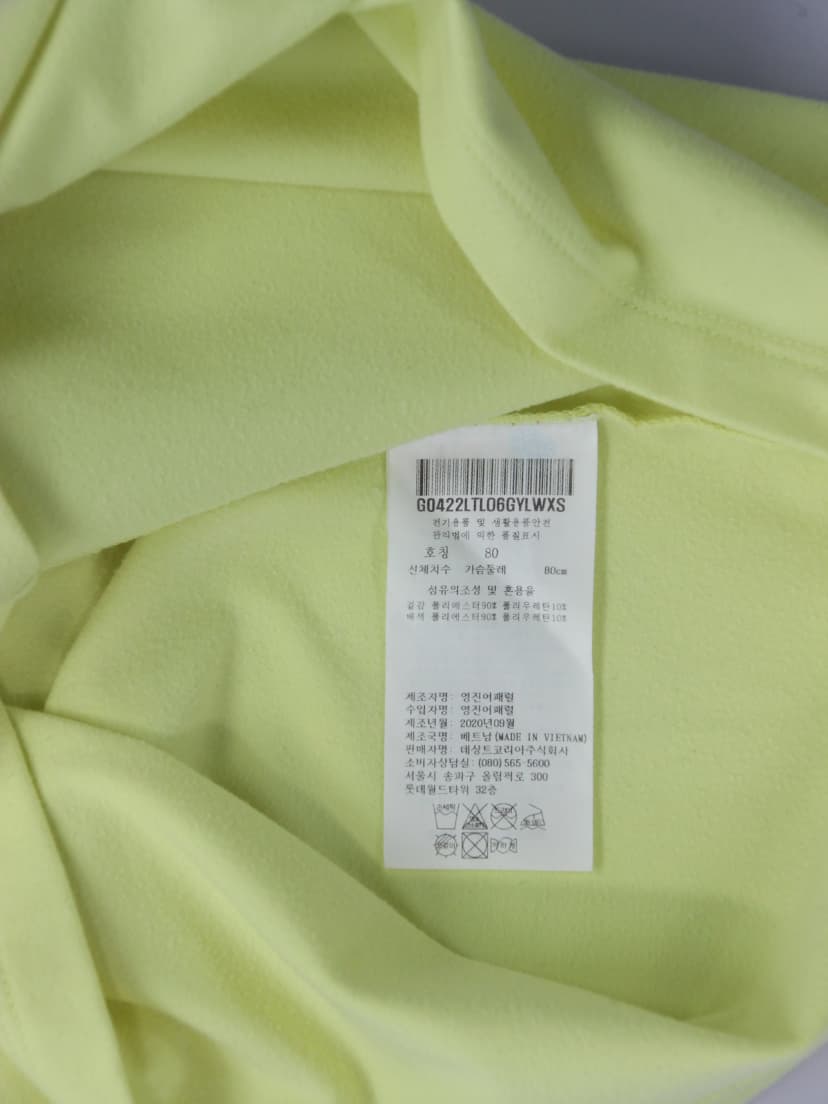 G0422LTL06GYLWXS
전기용품 및 생활용품안전
관리법에 의한 품질표시
호칭 80
신체치수 가슴둘레 80cm
섬유의조성 및 혼용율
겉감 폴리에스터90% 폴리우레탄10%
배색 폴리에스터90% 폴리우레탄10%
제조자명: 영진어패럴
수입자명: 영진어패럴
제조년월: 2020년09월
제조국명: 베트남(MADE IN VIETNAM)
판매자명: 데상트코리아주식회사
소비자상담실: (080)565-5600
서울시 송파구 올림픽로 300
롯데월드타워 32층